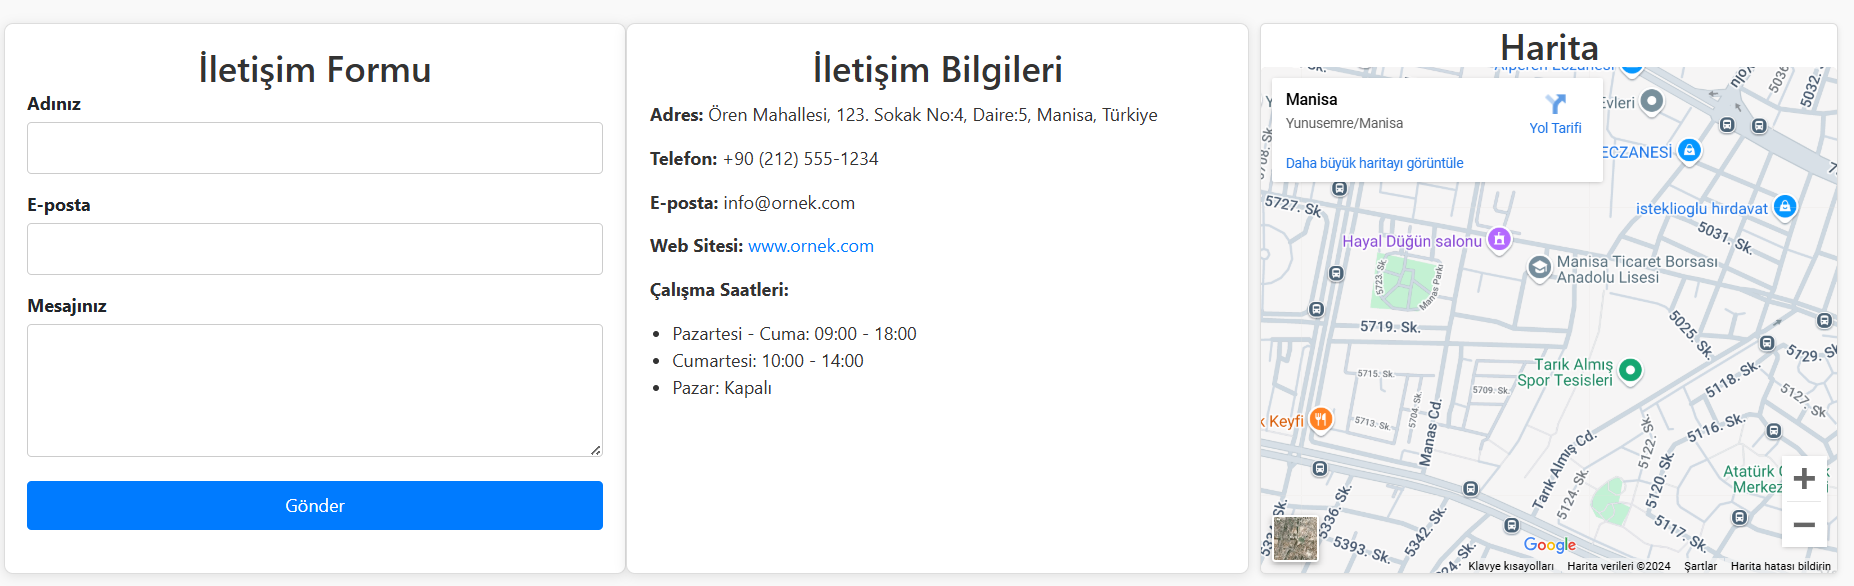 İletişim Formu
Adınız
E-posta
Mesajınız
Gönder
İletişim Bilgileri
Adres: Ören Mahallesi, 123. Sokak No:4, Daire:5, Manisa, Türkiye
Telefon: +90 (212) 555-1234
E-posta: info@ornek.com
Web Sitesi: www.ornek.com
Çalışma Saatleri:
Pazartesi - Cuma: 09:00 - 18:00
Cumartesi: 10:00 - 14:00
Pazar: Kapalı
Harita
Manisa
Yunusemre/Manisa
Yol Tarifi
Daha büyük haritayı görüntüle
Evleri
5032. Sk.
ECZANESİ
5727. Sk.
isteklioglu hırdavat
5031. Sk.
Hayal Düğün salonu
Manisa Ticaret Borsası
Anadolu Lisesi
5723. Sk.
Manas Parkı
5719. Sk.
5025. Sk.
5129. Sk.
Tarık Almış
Spor Tesisleri
5715. Sk.
5709. Sk.
5118. Sk.
5127. Sk.
5704. Sk.
Keyfi
5713. Sk.
Manas Cd.
5116. Sk.
Tarık Almış Cd.
5122. Sk.
5120. Sk.
5124. Sk.
Atatürk
Merkez
5336. Sk.
5342. Sk.
5393. Sk.
5117. Sk.
Google
Klavye kısayolları
Harita verileri ©2024
Şartlar
Harita hatası bildirin